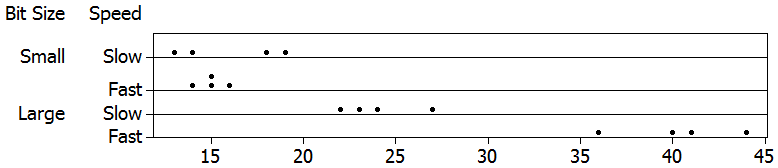 Bit Size Speed
Small Slow
Fast
Large Slow
Fast
15 20 25 30 35 40 45